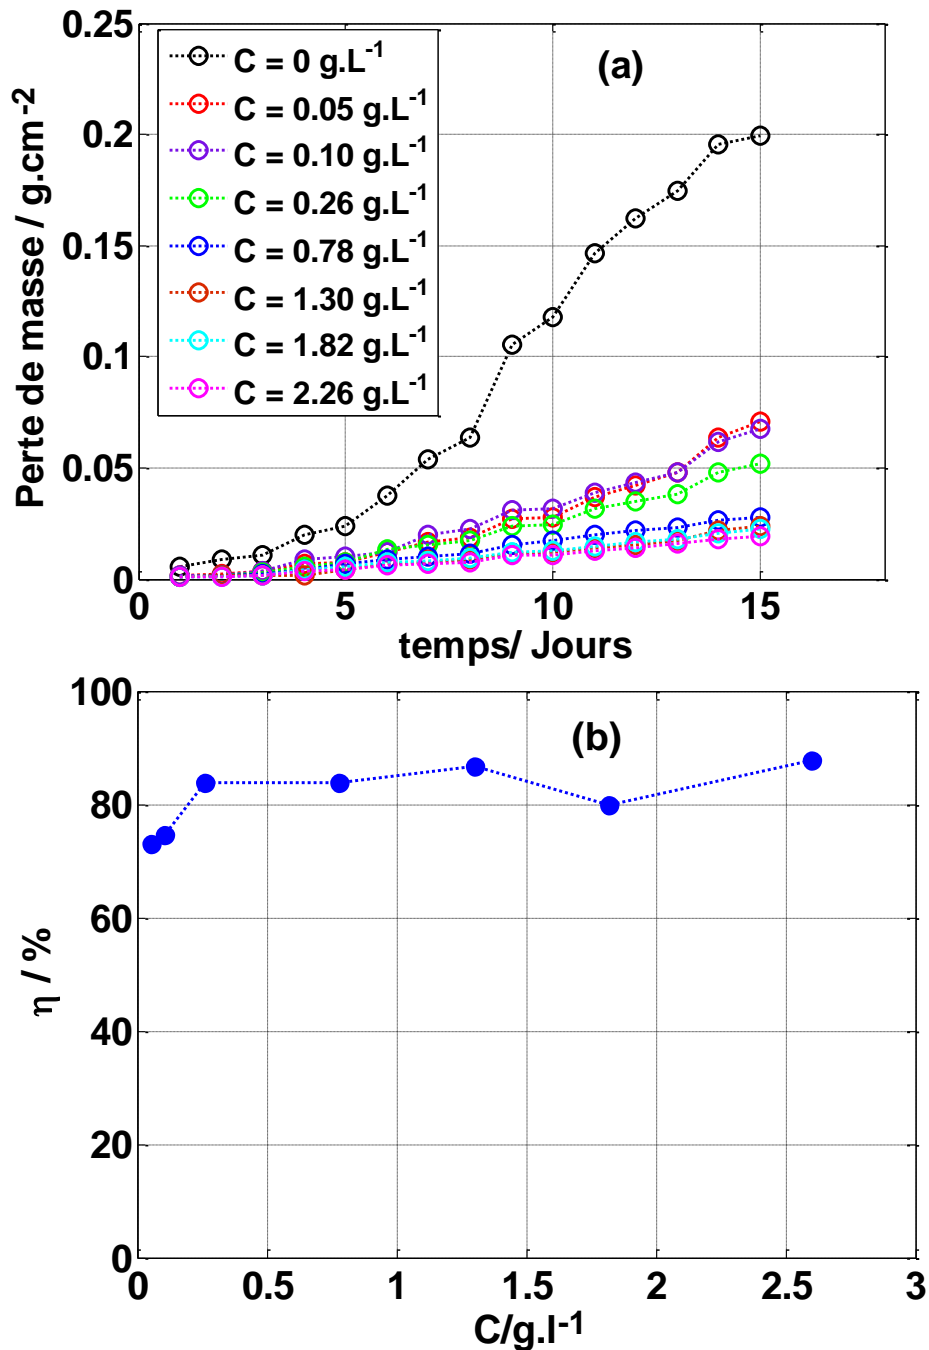 0.25
0.2
0.15
0.1
0.05
0
Perte de masse / g.cm-2
(a)
C = 0 g.L-1
C = 0.05 g.L-1
C = 0.10 g.L-1
C = 0.26 g.L-1
C = 0.78 g.L-1
C = 1.30 g.L-1
C = 1.82 g.L-1
C = 2.26 g.L-1
0 5 10 15
temps/ Jours
100
80
60
40
20
0
η / %
(b)
0 0.5 1 1.5 2 2.5 3
C/g.l-1